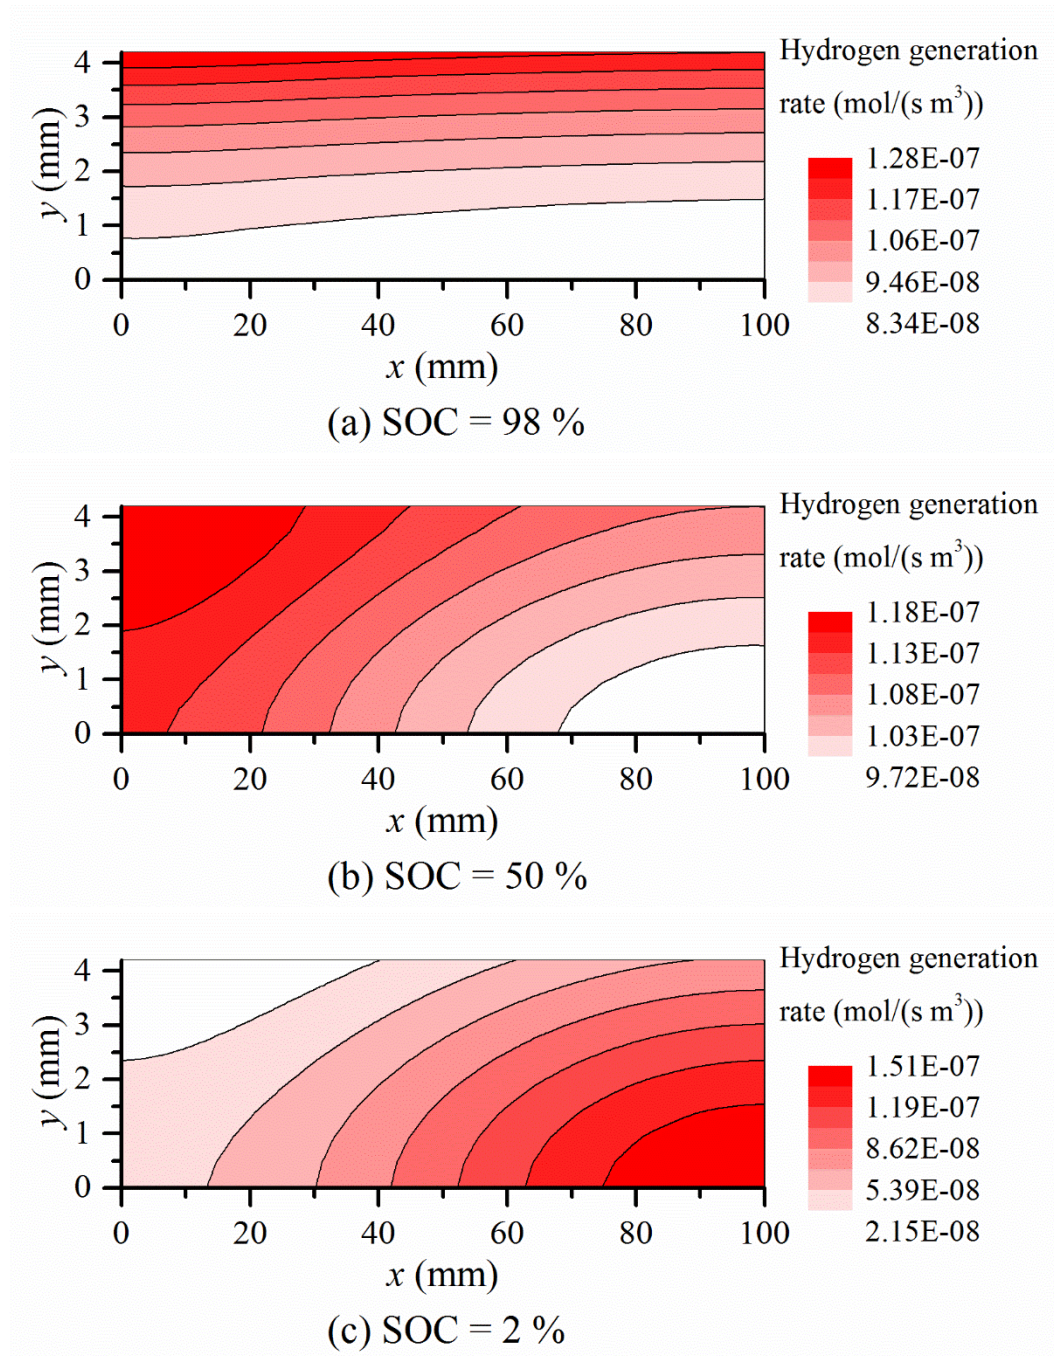 Hydrogen generation
rate (mol/(s m³))
y (mm)
4
3
2
1
0
1.28E-07
1.17E-07
1.06E-07
9.46E-08
8.34E-08
0 20 40 60 80 100
x (mm)
(a) SOC = 98 %
Hydrogen generation
rate (mol/(s m³))
y (mm)
4
3
2
1
0
1.18E-07
1.13E-07
1.08E-07
1.03E-07
9.72E-08
0 20 40 60 80 100
x (mm)
(b) SOC = 50 %
Hydrogen generation
rate (mol/(s m³))
y (mm)
4
3
2
1
0
1.51E-07
1.19E-07
8.62E-08
5.39E-08
2.15E-08
0 20 40 60 80 100
x (mm)
(c) SOC = 2 %